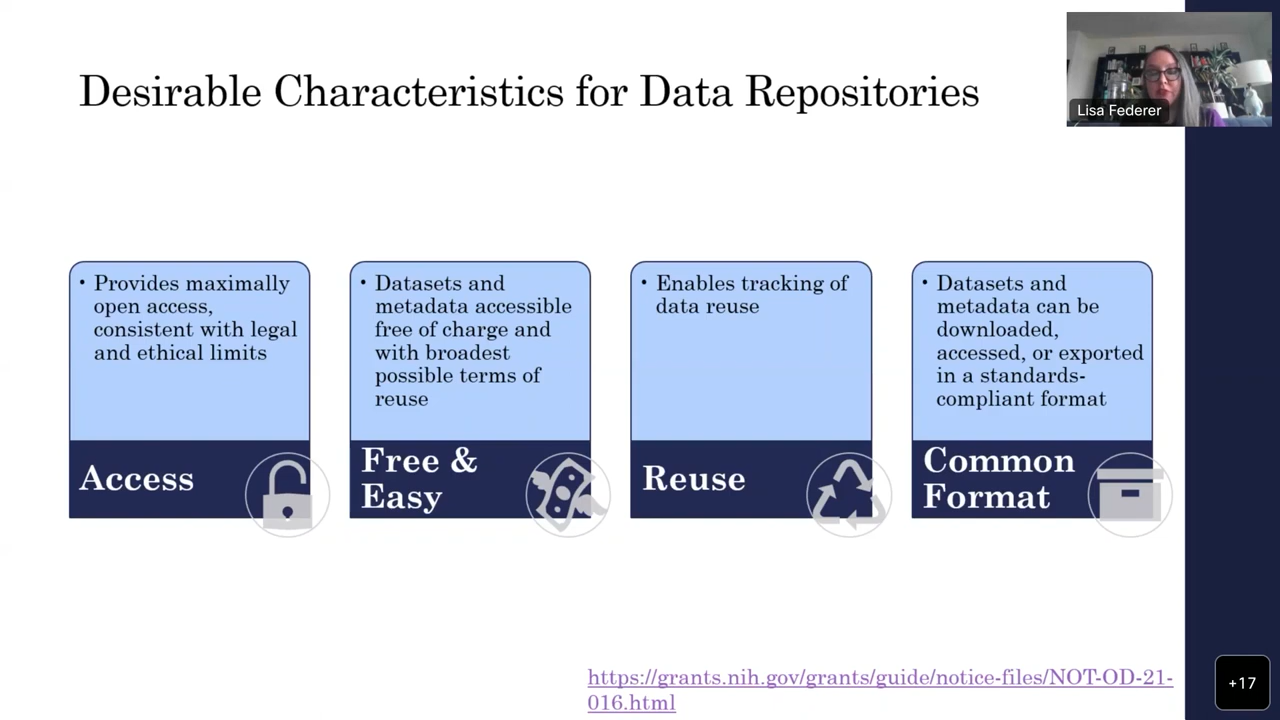 Desirable Characteristics for Data Repositories
Lisa Federer
• Provides maximally
open access,
consistent with legal
and ethical limits
Access
• Datasets and
metadata accessible
free of charge and
with broadest
possible terms of
reuse
Free &
Easy
• Enables tracking of
data reuse
Reuse
• Datasets and
metadata can be
downloaded,
accessed, or exported
in a standards-
compliant format
Common
Format
https://grants.nih.gov/grants/guide/notice-files/NOT-OD-21-
016.html
+17